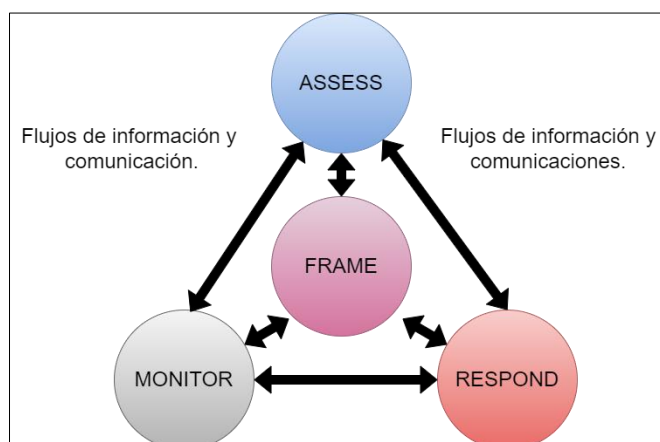 ASSESS
Flujos de información y
comunicación.
Flujos de información y
comunicaciones.
FRAME
MONITOR
RESPOND